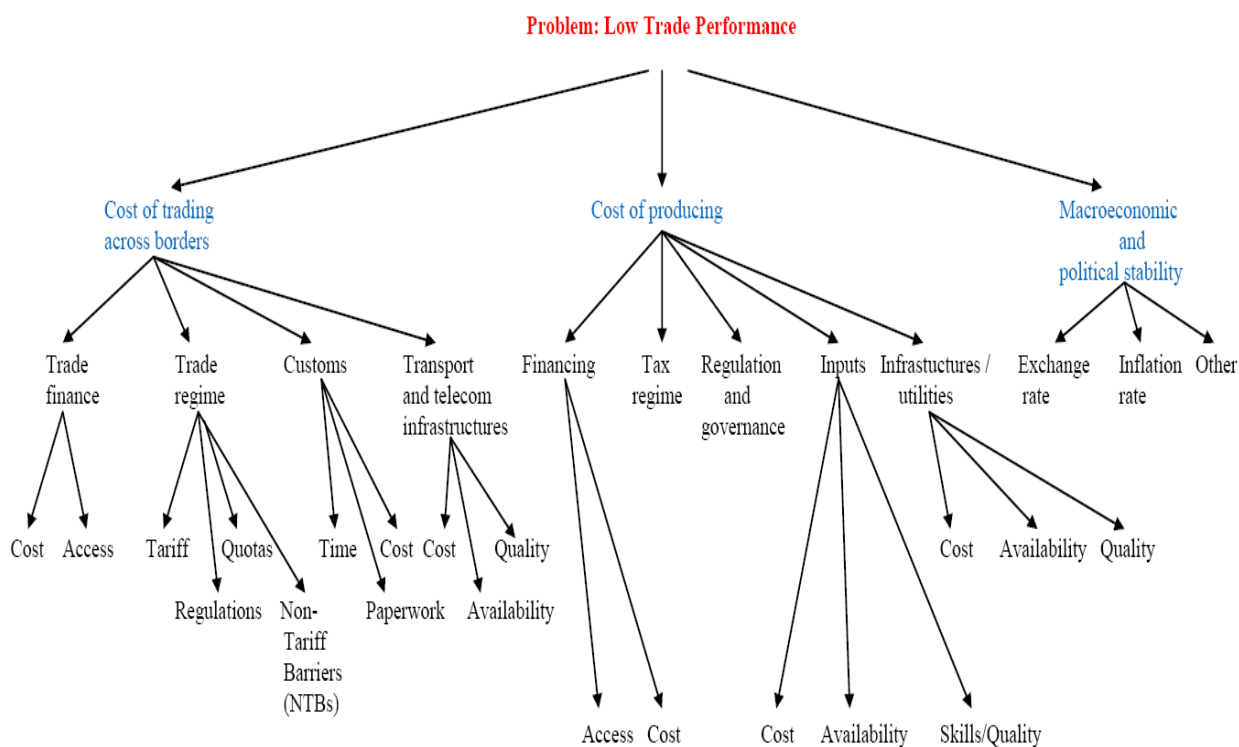 Problem: Low Trade Performance
Cost of trading
across borders
Cost of producing
Macroeconomic
and
political stability
Trade
finance
Trade
regime
Customs
Transport
and telecom
infrastructures
Financing
Tax
regime
Regulation
and
governance
Inputs
Infrastuctures /
utilities
Exchange
rate
Inflation
rate
Other
Cost
Access
Tariff
Quotas
Regulations
Non-
Tariff
Barriers
(NTBs)
Time
Cost
Paperwork
Cost
Quality
Availability
Access
Cost
Cost
Availability
Skills/Quality
Cost
Availability
Quality